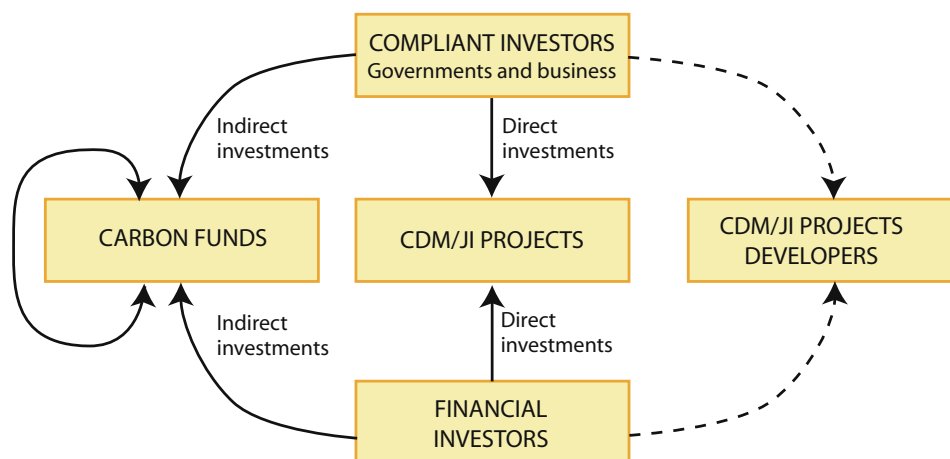 COMPLIANT INVESTORS
Governments and business
Indirect
investments
Direct
investments
CARBON FUNDS
CDM/JI PROJECTS
CDM/JI PROJECTS
DEVELOPERS
Indirect
investments
Direct
investments
FINANCIAL
INVESTORS